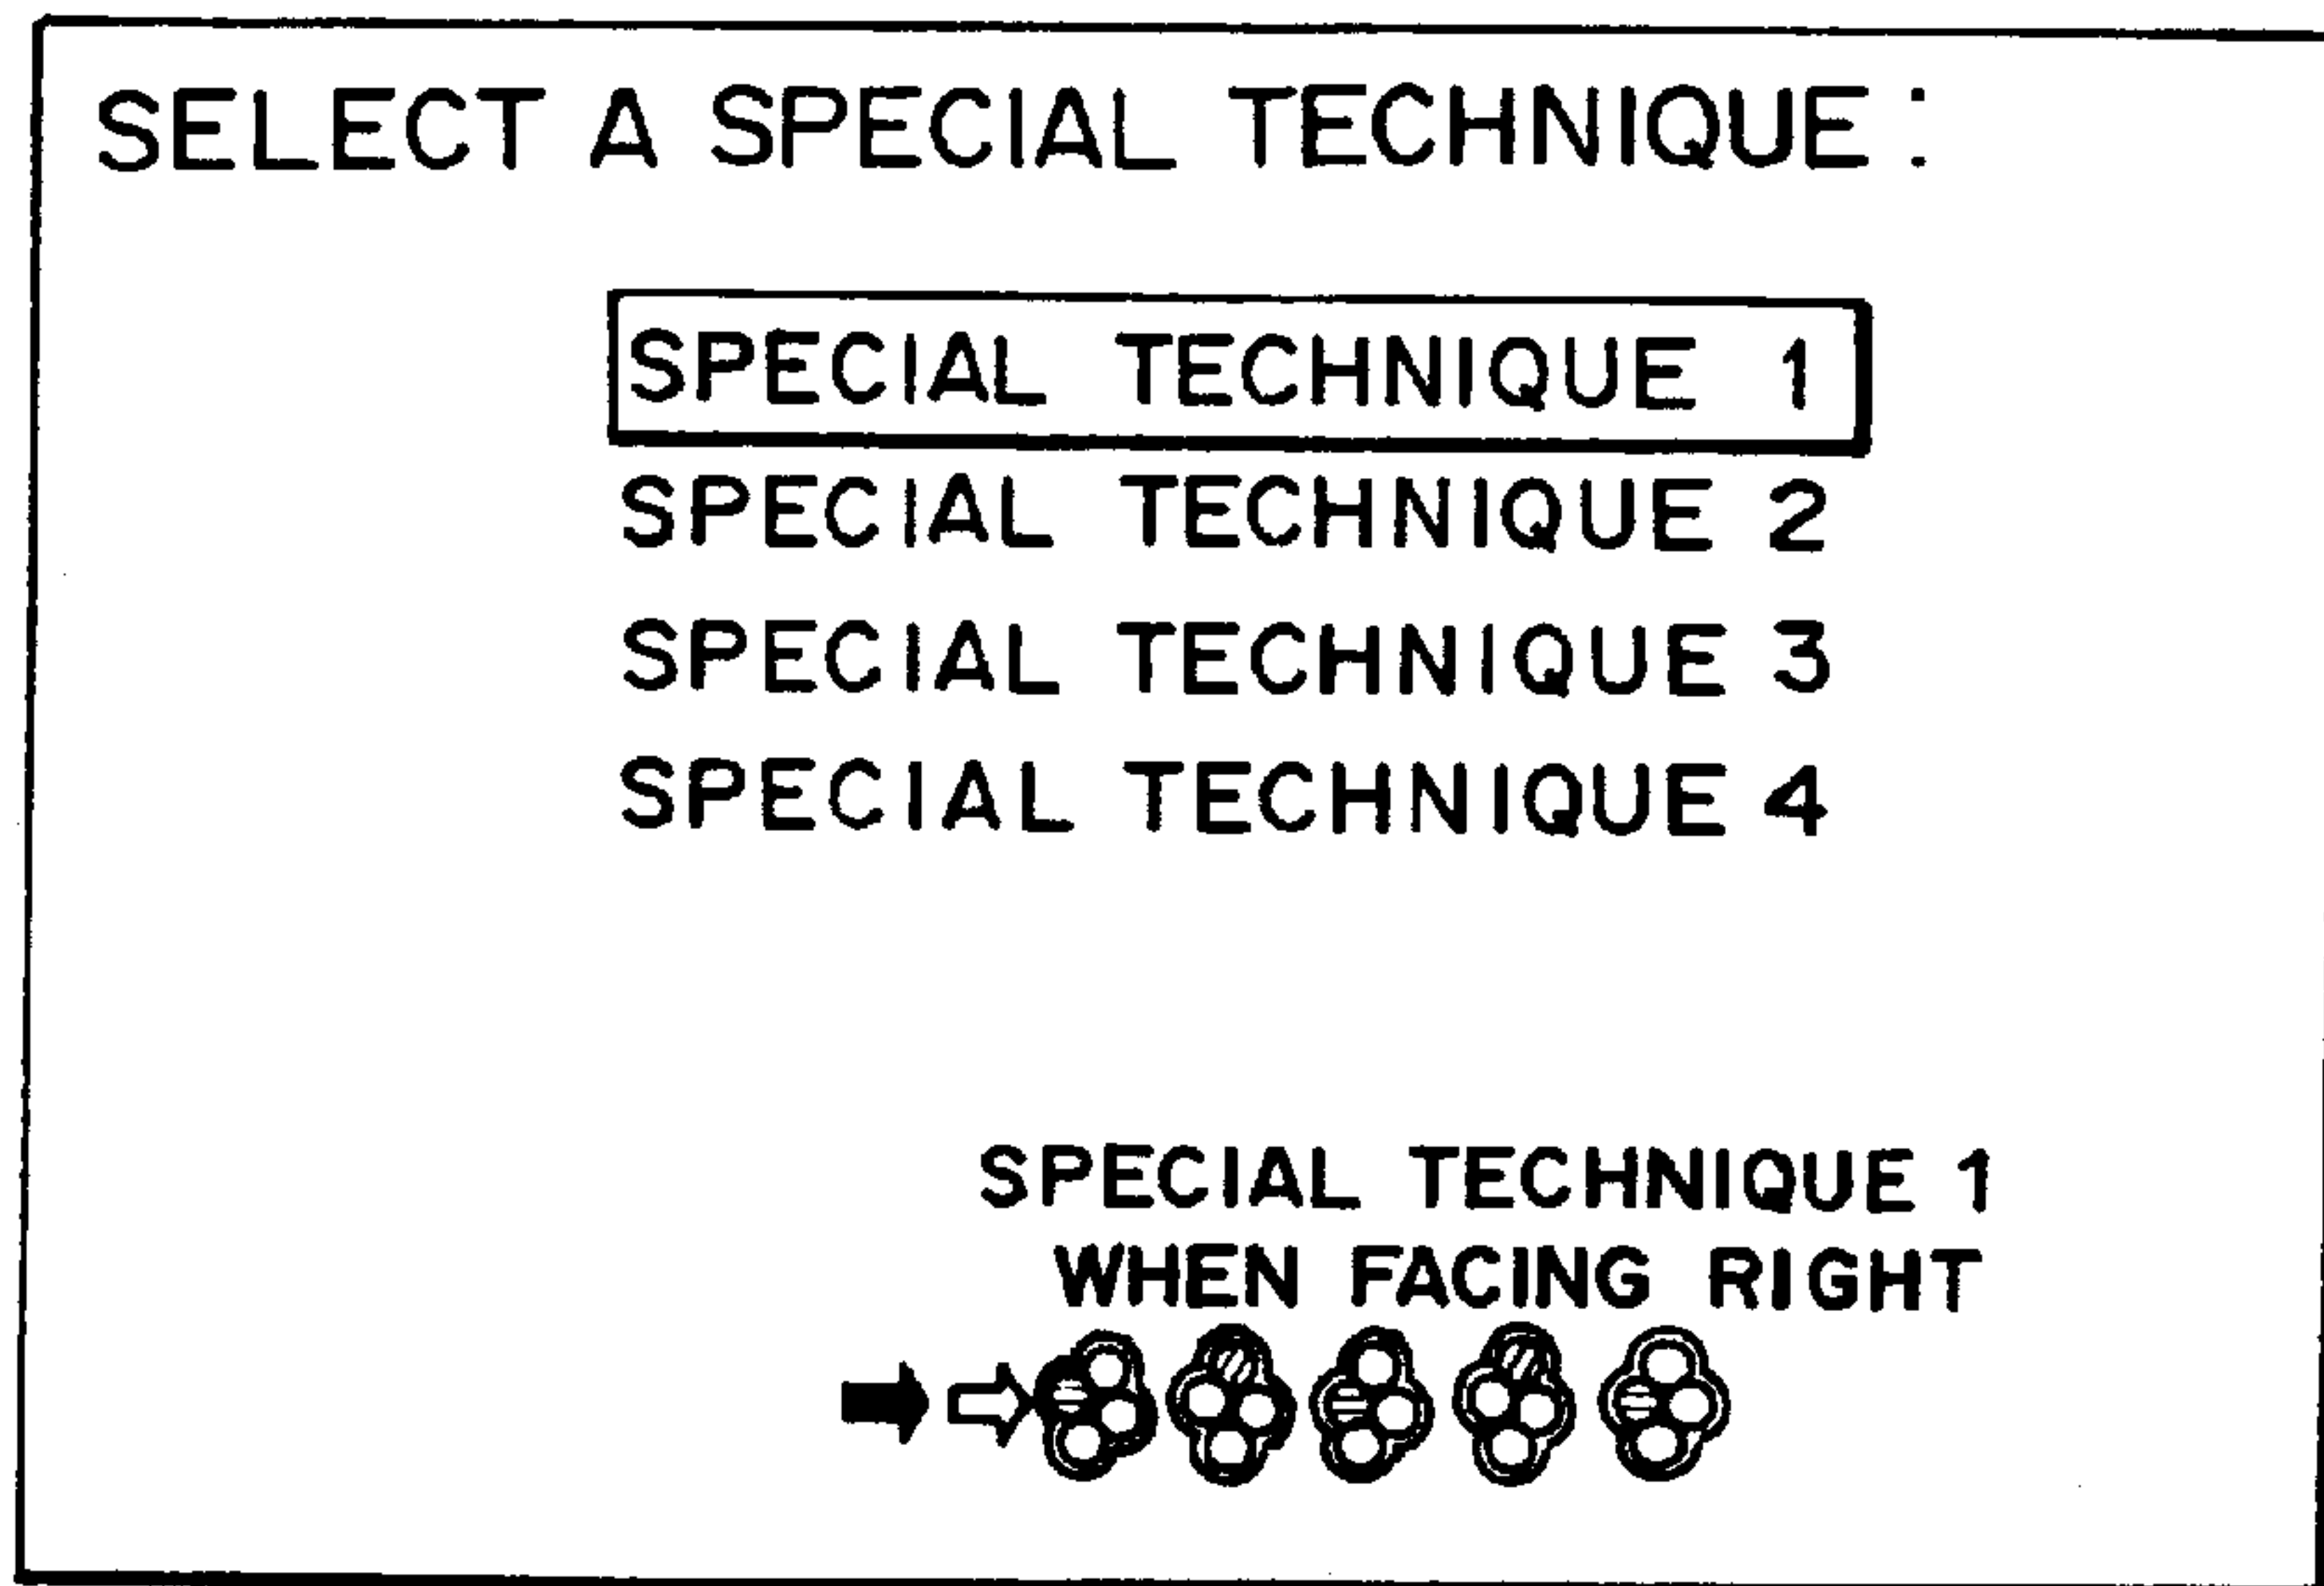 SELECT A SPECIAL TECHNIQUE:
SPECIAL TECHNIQUE 1
SPECIAL TECHNIQUE 2
SPECIAL TECHNIQUE 3
SPECIAL TECHNIQUE 4
SPECIAL TECHNIQUE 1
WHEN FACING RIGHT